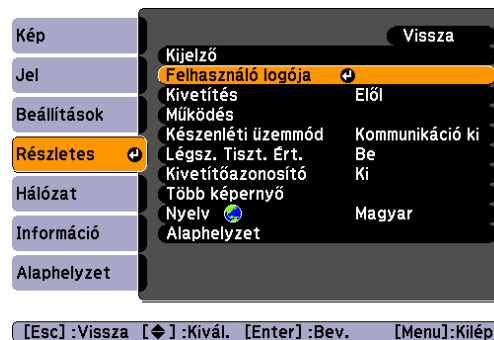 Kép
Jel
Beállítások
Részletes
Hálózat
Információ
Alaphelyzet
Vissza
Kijelző
Felhasználó logója
Kivetítés Elől
Működés
Készenléti üzemmód Kommunikáció ki
Légsz. Tiszt. Ért. Be
Kivetítőazonosító Ki
Több képernyő
Nyelv Magyar
Alaphelyzet
[Esc] :Vissza [◆] :Kivál. [Enter] :Bev. [Menu]:Kilép